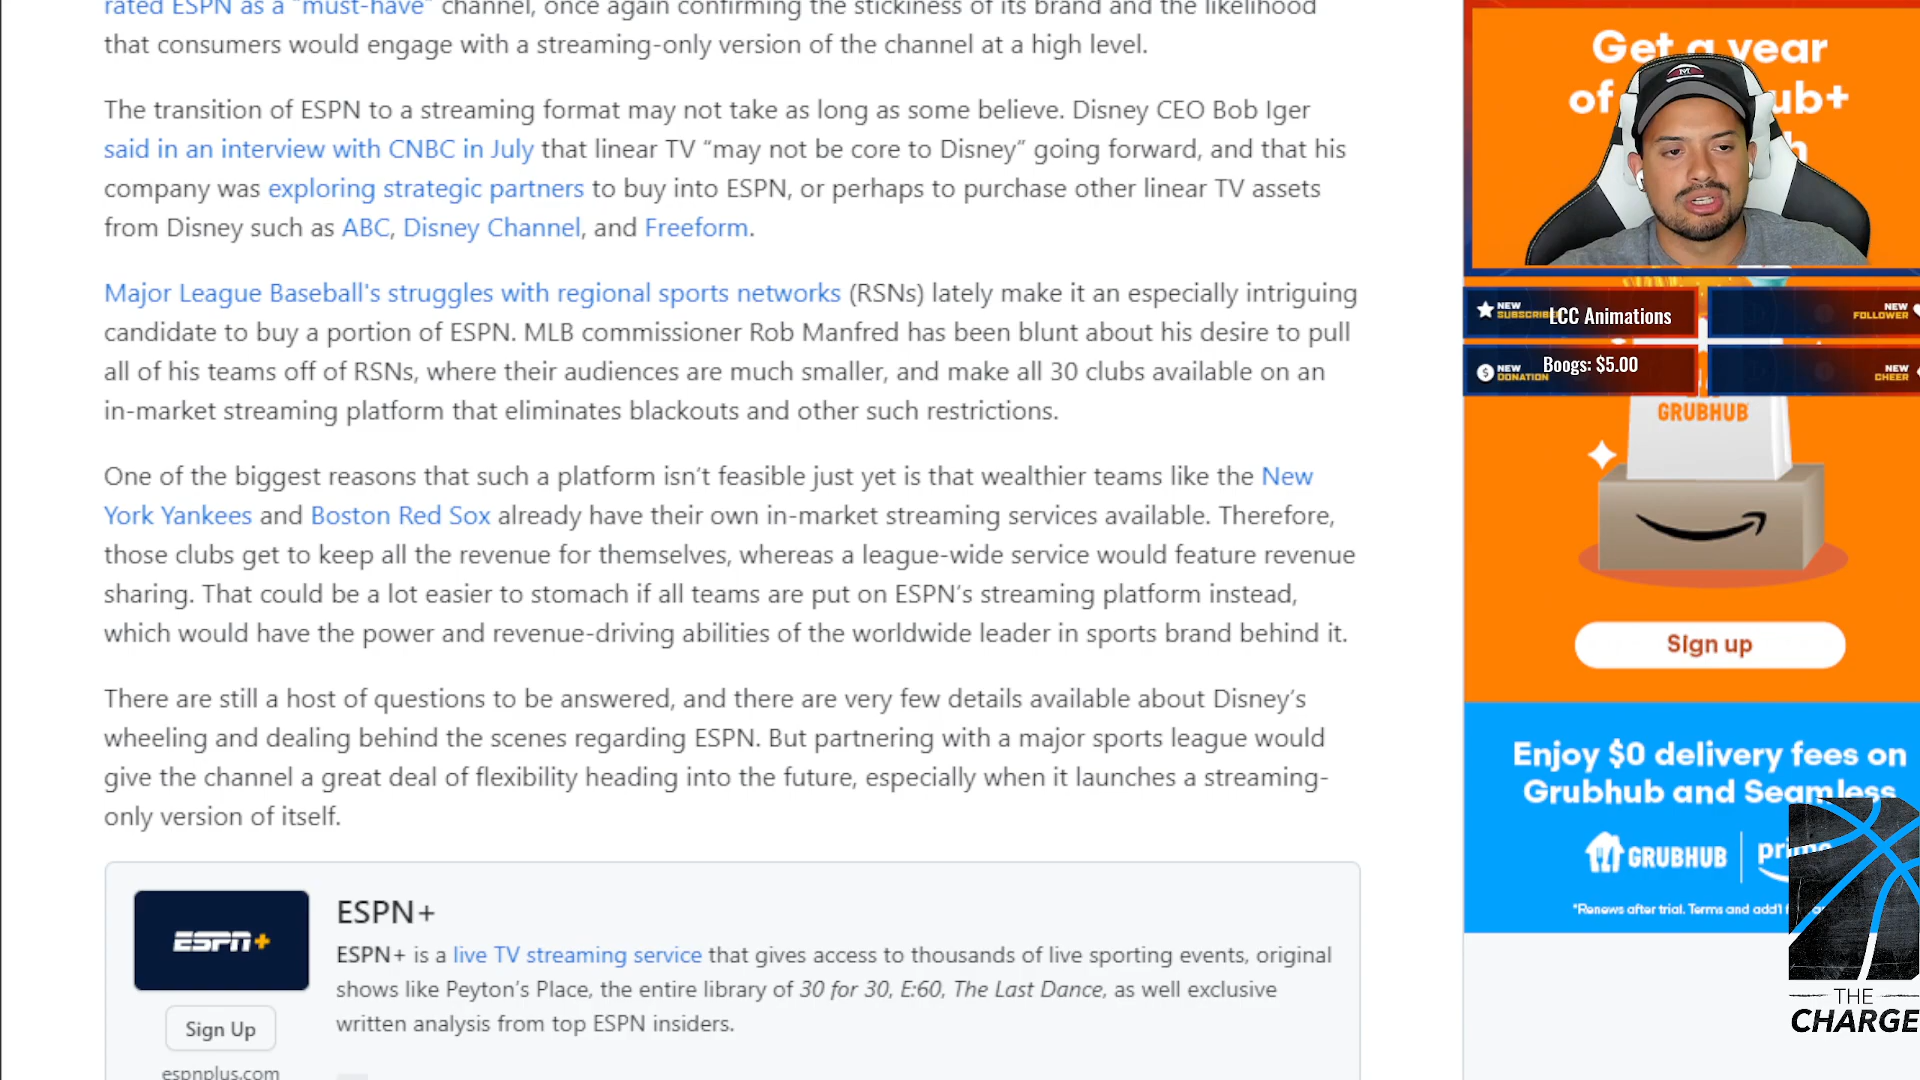 rated ESPN as a "must-have" channel, once again confirming the stickiness of its brand and the likelihood
that consumers would engage with a streaming-only version of the channel at a high level.
The transition of ESPN to a streaming format may not take as long as some believe. Disney CEO Bob Iger
said in an interview with CNBC in July that linear TV “may not be core to Disney” going forward, and that his
company was exploring strategic partners to buy into ESPN, or perhaps to purchase other linear TV assets
from Disney such as ABC, Disney Channel, and Freeform.
Major League Baseball's struggles with regional sports networks (RSNs) lately make it an especially intriguing
candidate to buy a portion of ESPN. MLB commissioner Rob Manfred has been blunt about his desire to pull
all of his teams off of RSNs, where their audiences are much smaller, and make all 30 clubs available on an
in-market streaming platform that eliminates blackouts and other such restrictions.
One of the biggest reasons that such a platform isn’t feasible just yet is that wealthier teams like the New
York Yankees and Boston Red Sox already have their own in-market streaming services available. Therefore,
those clubs get to keep all the revenue for themselves, whereas a league-wide service would feature revenue
sharing. That could be a lot easier to stomach if all teams are put on ESPN’s streaming platform instead,
which would have the power and revenue-driving abilities of the worldwide leader in sports brand behind it.
There are still a host of questions to be answered, and there are very few details available about Disney’s
wheeling and dealing behind the scenes regarding ESPN. But partnering with a major sports league would
give the channel a great deal of flexibility heading into the future, especially when it launches a streaming-
only version of itself.
ESPN+
ESPN+
ESPN+ is a live TV streaming service that gives access to thousands of live sporting events, original
shows like Peyton’s Place, the entire library of 30 for 30, E:60, The Last Dance, as well exclusive
written analysis from top ESPN insiders.
Sign Up
espnplus.com
Get a year
of ub+
h
NEW
SUBSCRIBE
LCC Animations
NEW
FOLLOWER
NEW
DONATION
Boogs: $5.00
NEW
CHEER
GRUBHUB
Sign up
Enjoy $0 delivery fees on
Grubhub and Seamless
GRUBHUB
prime
*Renews after trial. Terms and add'l
THE
CHARGE